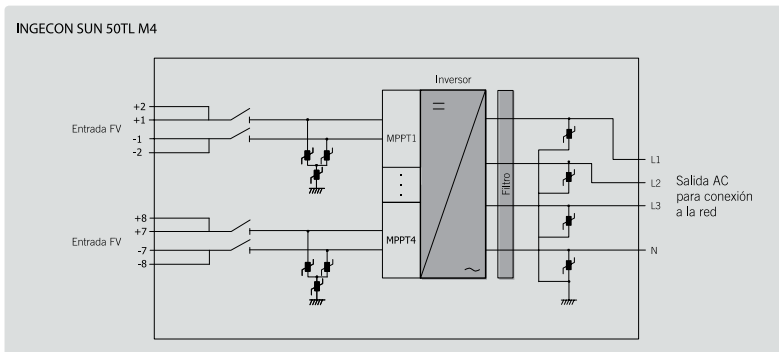 INGECON SUN 50TL M4
Inversor
+2
+1
Entrada FV
-1
-2
MPPT1
MPPT4
Filtro
L1
L2
L3
N
Salida AC
para conexión
a la red
+8
+7
Entrada FV
-7
-8